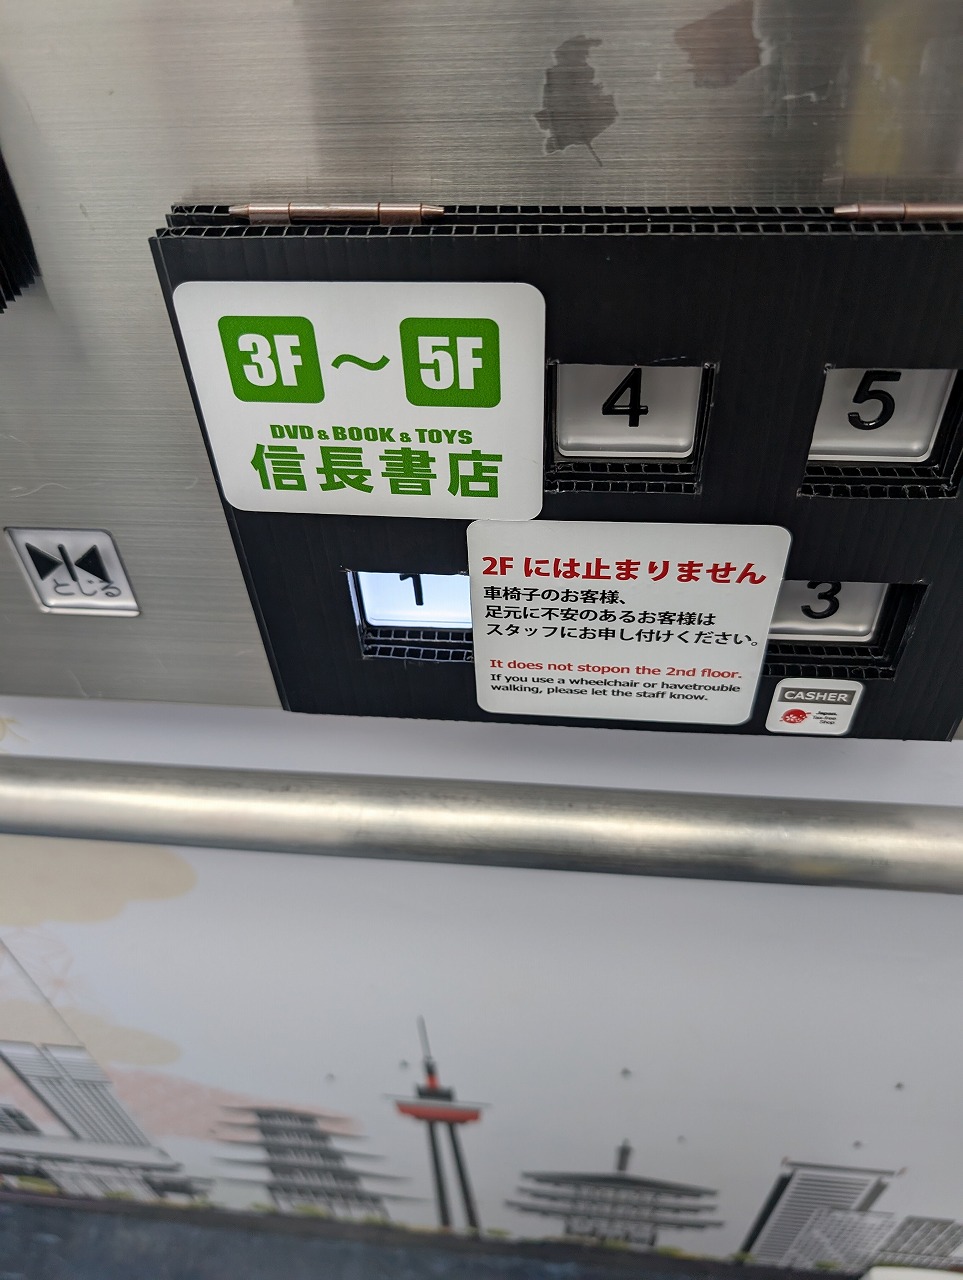 3F～5F
DVD & BOOK & TOYS
信長書店
4
5
とじる
1
2F には止まりません
車椅子のお客様、
足元に不安のあるお客様は
スタッフにお申し付けください。
It does not stopon the 2nd floor.
If you use a wheelchair or havetrouble
walking, please let the staff know.
3
CASHER
Japan.
Tax-free
Shop